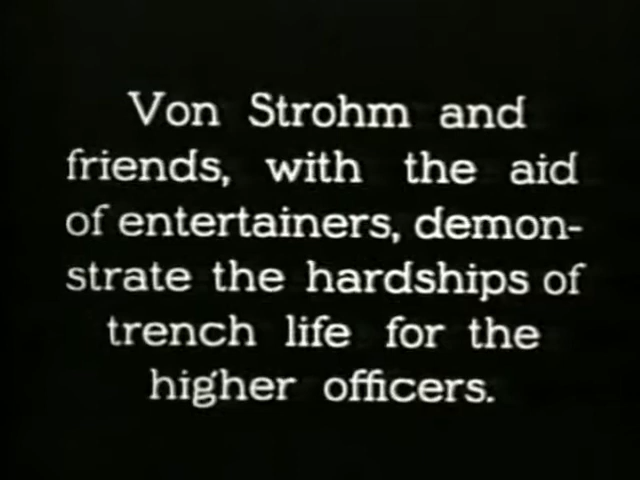 Von Strohm and
friends, with the aid
of entertainers, demon-
strate the hardships of
trench life for the
higher officers.